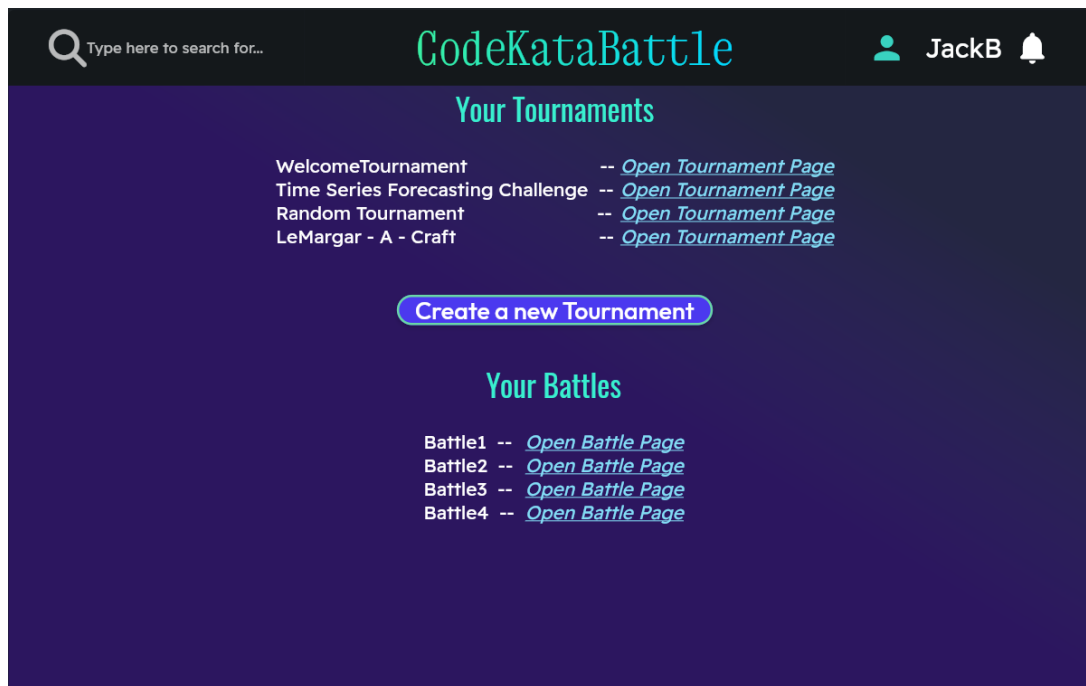 Type here to search for...
CodeKataBattle
JackB
Your Tournaments
WelcomeTournament -- Open Tournament Page
Time Series Forecasting Challenge -- Open Tournament Page
Random Tournament -- Open Tournament Page
LeMargar - A - Craft -- Open Tournament Page
Create a new Tournament
Your Battles
Battle1 -- Open Battle Page
Battle2 -- Open Battle Page
Battle3 -- Open Battle Page
Battle4 -- Open Battle Page